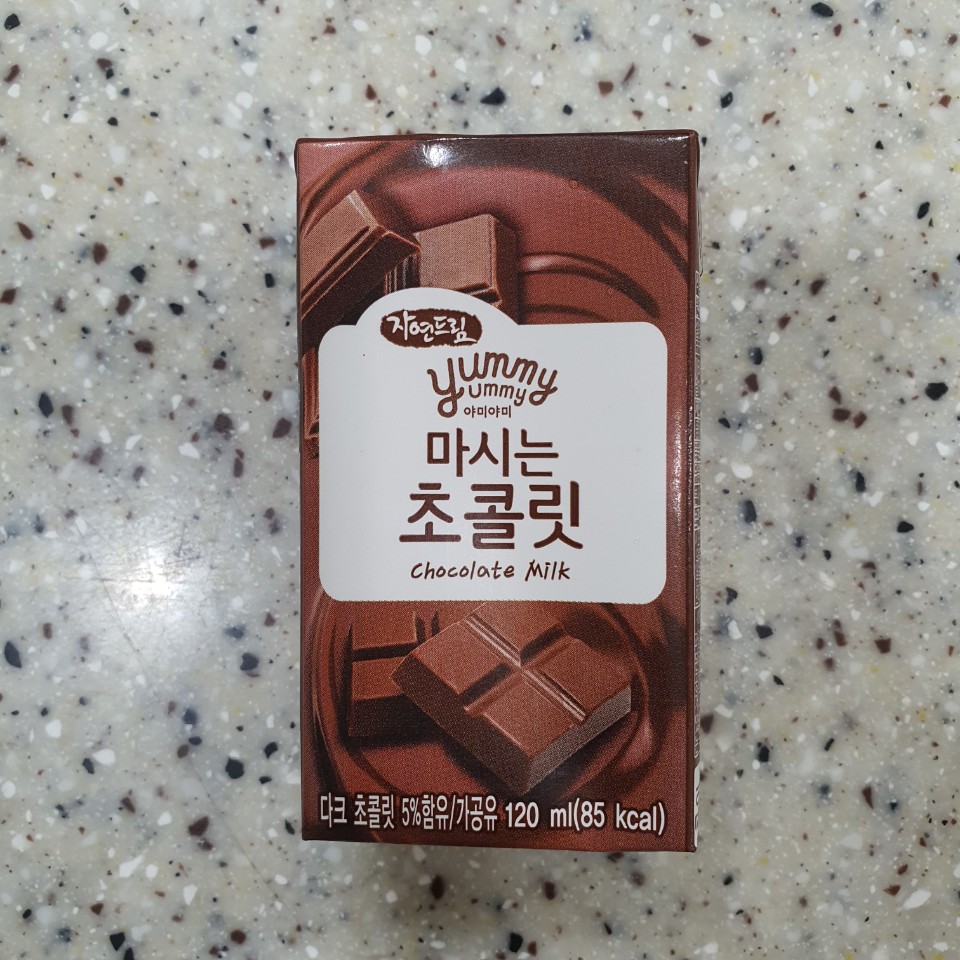 자연드림
yummy
yummy
야미야미
마시는
초콜릿
Chocolate Milk
다크 초콜릿 5%함유/가공유 120 ml(85 kcal)